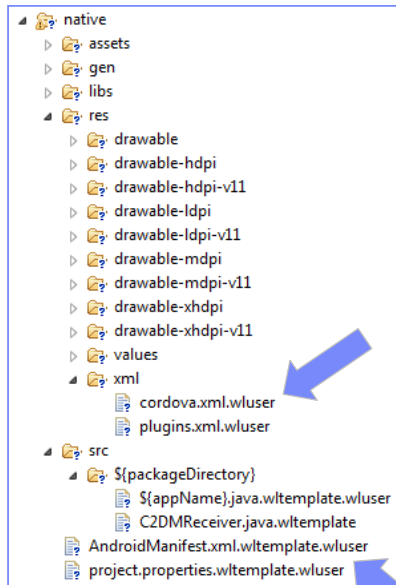 native
assets
gen
libs
res
drawable
drawable-hdpi
drawable-hdpi-v11
drawable-ldpi
drawable-ldpi-v11
drawable-mdpi
drawable-mdpi-v11
drawable-xhdpi
drawable-xhdpi-v11
values
xml
cordova.xml.wluser
plugins.xml.wluser
src
${packageDirectory}
${appName}.java.wltemplate.wluser
C2DMReceiver.java.wltemplate
AndroidManifest.xml.wltemplate.wluser
project.properties.wltemplate.wluser